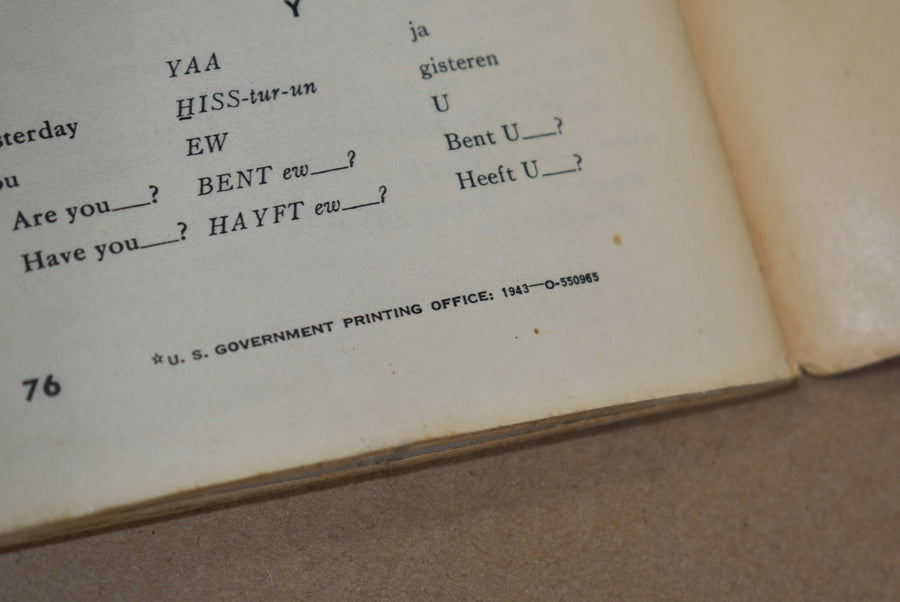 Y
YAA ja
sterday HISS-tur-un gisteren
ou EW U
Are you___? BENT ew___? Bent U___?
Have you___? HAYFT ew___? Heeft U___?
☆ U. S. GOVERNMENT PRINTING OFFICE: 1943—O-550965
76